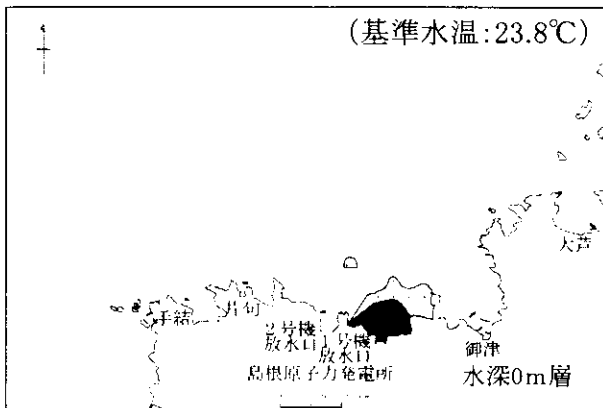 (基準水温:23.8℃)
大芦
手結
片句
2号機
放水口
1号機
放水口
御津
島根原子力発電所
水深0m層